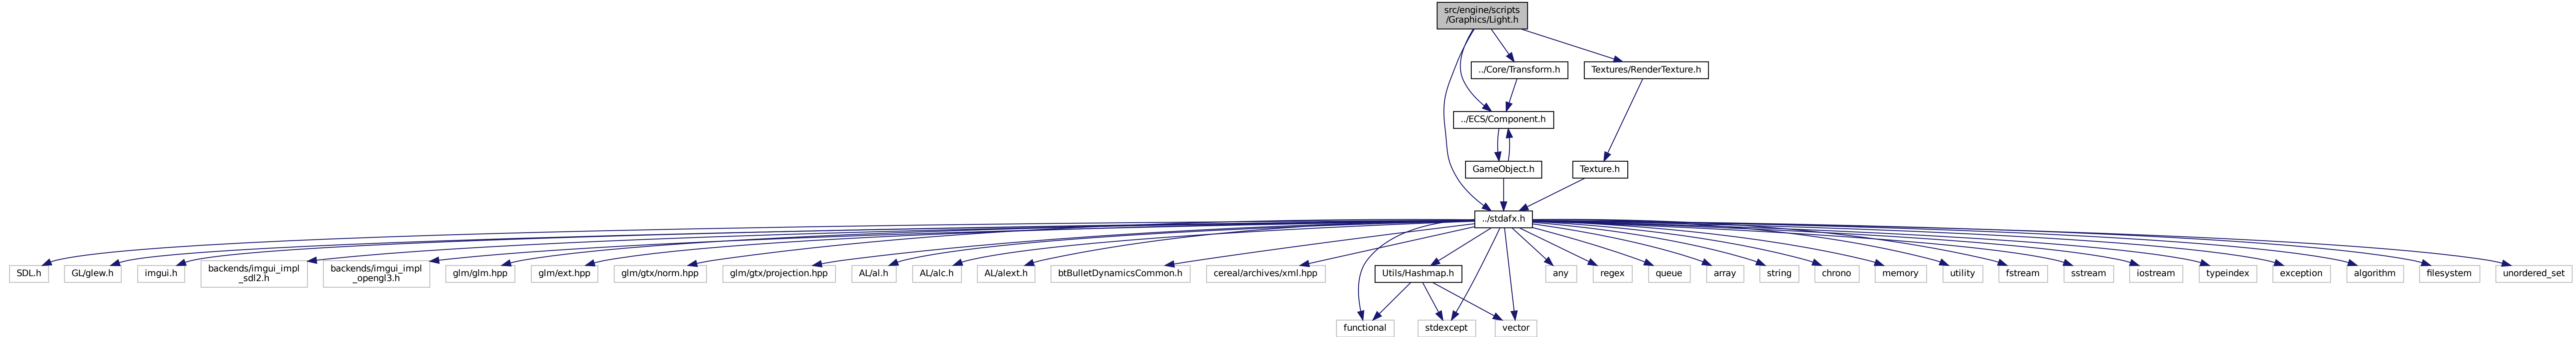 src/engine/scripts
/Graphics/Light.h
../Core/Transform.h
Textures/RenderTexture.h
../ECS/Component.h
GameObject.h
Texture.h
../stdafx.h
SDL.h
GL/glew.h
imgui.h
backends/imgui_impl
_sdl2.h
backends/imgui_impl
_opengl3.h
glm/glm.hpp
glm/ext.hpp
glm/gtx/norm.hpp
glm/gtx/projection.hpp
AL/al.h
AL/alc.h
AL/alext.h
btBulletDynamicsCommon.h
cereal/archives/xml.hpp
Utils/Hashmap.h
any
regex
queue
array
string
chrono
memory
utility
fstream
sstream
iostream
typeindex
exception
algorithm
filesystem
unordered_set
functional
stdexcept
vector